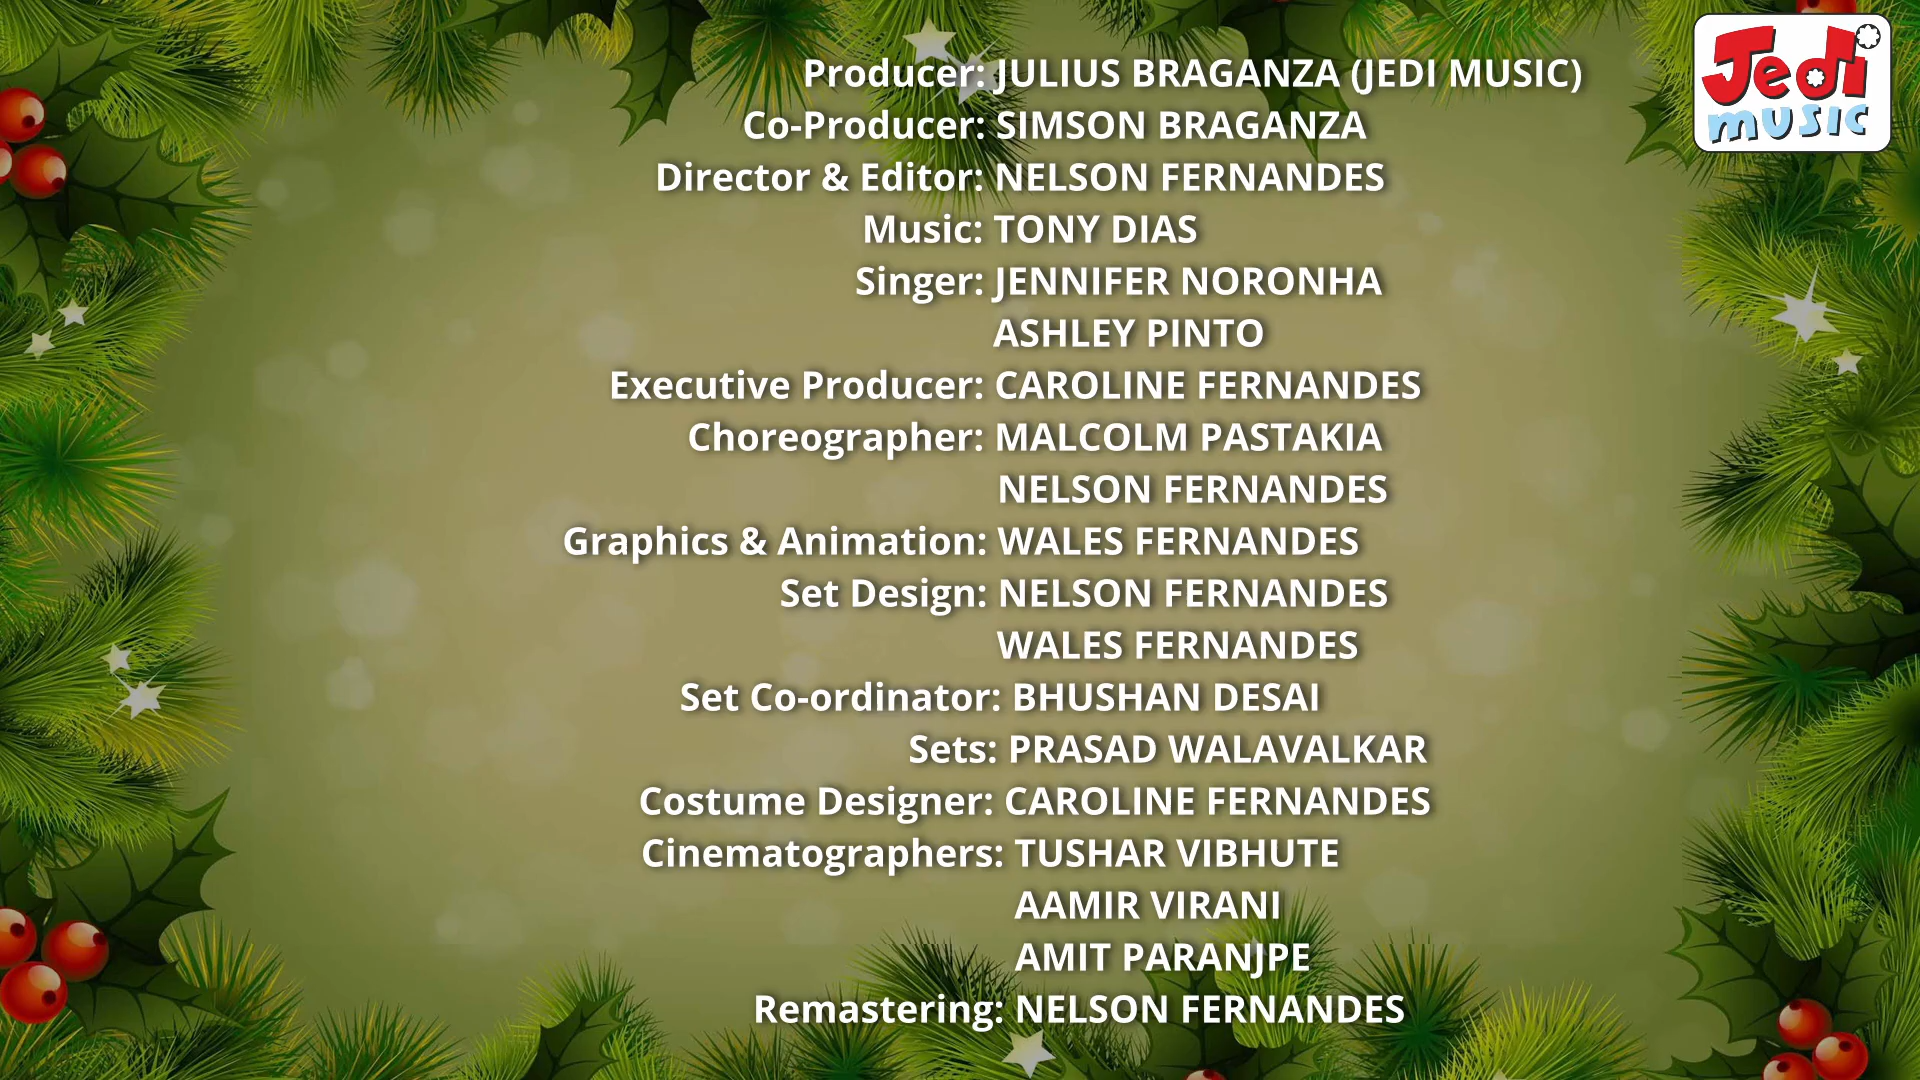 Producer: JULIUS BRAGANZA (JEDI MUSIC)
Co-Producer: SIMSON BRAGANZA
Director & Editor: NELSON FERNANDES
Music: TONY DIAS
Singer: JENNIFER NORONHA
ASHLEY PINTO
Executive Producer: CAROLINE FERNANDES
Choreographer: MALCOLM PASTAKIA
NELSON FERNANDES
Graphics & Animation: WALES FERNANDES
Set Design: NELSON FERNANDES
WALES FERNANDES
Set Co-ordinator: BHUSHAN DESAI
Sets: PRASAD WALAVALKAR
Costume Designer: CAROLINE FERNANDES
Cinematographers: TUSHAR VIBHUTE
AAMIR VIRANI
AMIT PARANJPE
Remastering: NELSON FERNANDES
Jedi
MUSIC